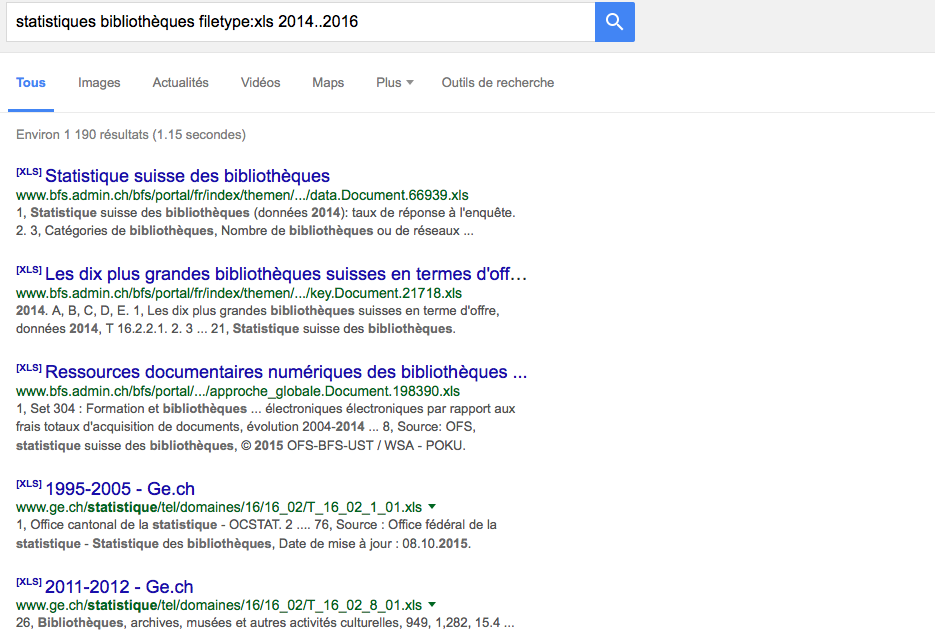 statistiques bibliothèques filetype:xls 2014..2016
Tous Images Actualités Vidéos Maps Plus Outils de recherche
Environ 1 190 résultats (1.15 secondes)
[XLS] Statistique suisse des bibliothèques
www.bfs.admin.ch/bfs/portal/fr/index/themen/.../data.Document.66939.xls
1, Statistique suisse des bibliothèques (données 2014): taux de réponse à l'enquête.
2. 3, Catégories de bibliothèques, Nombre de bibliothèques ou de réseaux ...
[XLS] Les dix plus grandes bibliothèques suisses en termes d'off...
www.bfs.admin.ch/bfs/portal/fr/index/themen/.../key.Document.21718.xls
2014. A, B, C, D, E. 1, Les dix plus grandes bibliothèques suisses en terme d'offre,
données 2014, T 16.2.2.1. 2. 3 ... 21, Statistique suisse des bibliothèques.
[XLS] Ressources documentaires numériques des bibliothèques ...
www.bfs.admin.ch/bfs/portal/.../approche_globale.Document.198390.xls
1, Set 304 : Formation et bibliothèques ... électroniques électroniques par rapport aux
frais totaux d'acquisition de documents, évolution 2004-2014 ... 8, Source: OFS,
statistique suisse des bibliothèques, © 2015 OFS-BFS-UST / WSA - POKU.
[XLS] 1995-2005 - Ge.ch
www.ge.ch/statistique/tel/domaines/16/16_02/T_16_02_1_01.xls
1, Office cantonal de la statistique - OCSTAT. 2 .... 76, Source : Office fédéral de la
statistique - Statistique des bibliothèques, Date de mise à jour : 08.10.2015.
[XLS] 2011-2012 - Ge.ch
www.ge.ch/statistique/tel/domaines/16/16_02/T_16_02_8_01.xls
26, Bibliothèques, archives, musées et autres activités culturelles, 949, 1,282, 15.4 ...